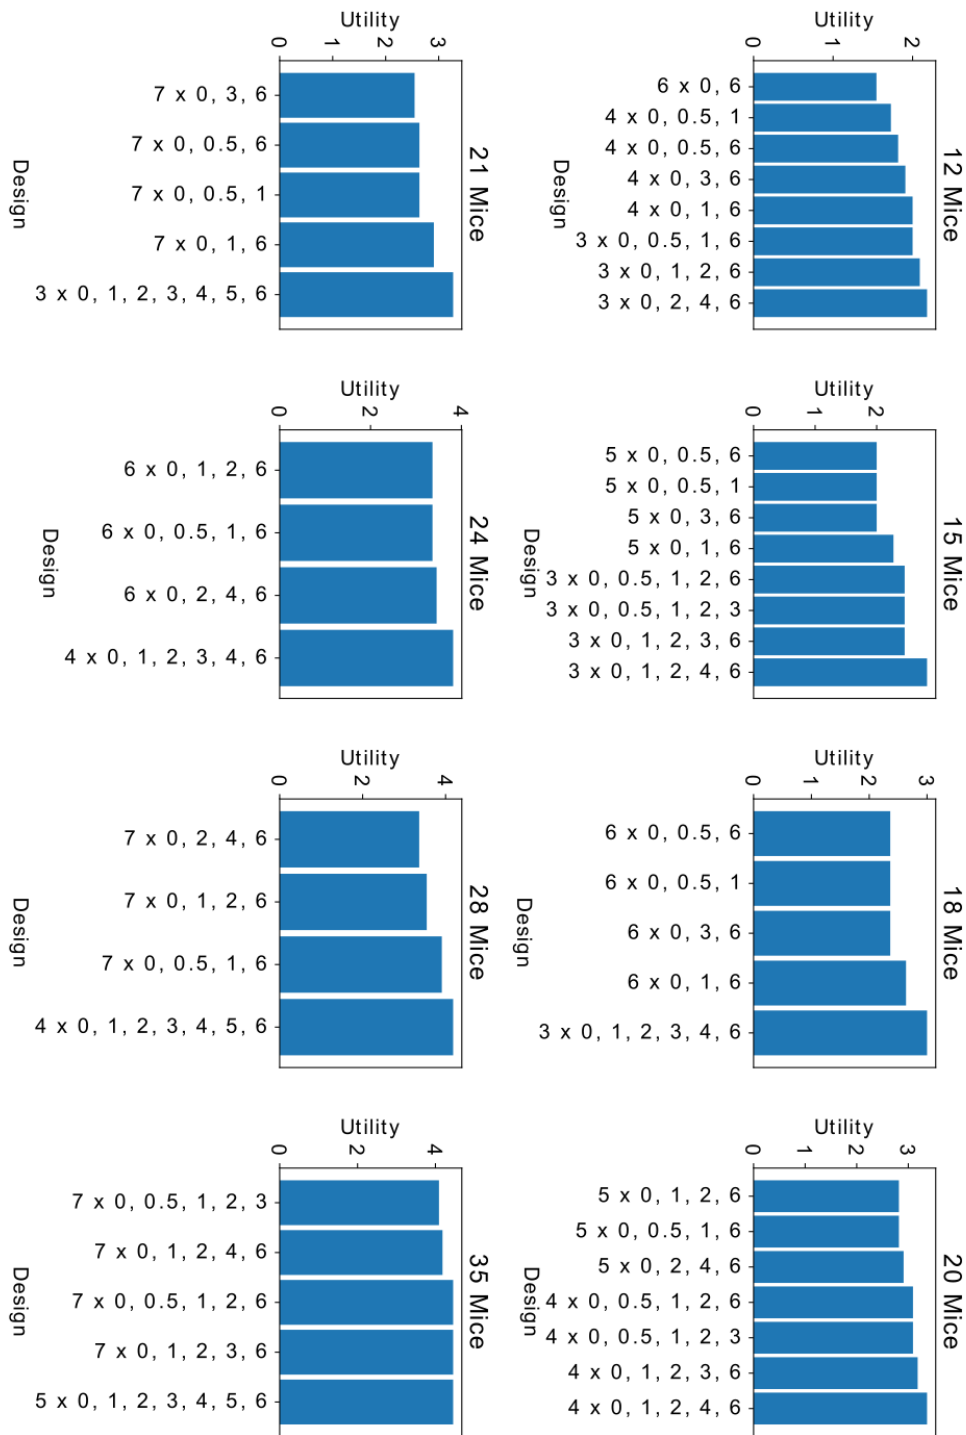 12 Mice
Utility
0
1
2
6 x 0, 6
4 x 0, 0.5, 1
4 x 0, 0.5, 6
4 x 0, 3, 6
4 x 0, 1, 6
3 x 0, 0.5, 1, 6
3 x 0, 1, 2, 6
3 x 0, 2, 4, 6
Design
15 Mice
Utility
0
1
2
5 x 0, 0.5, 6
5 x 0, 0.5, 1
5 x 0, 3, 6
5 x 0, 1, 6
3 x 0, 0.5, 1, 2, 6
3 x 0, 0.5, 1, 2, 3
3 x 0, 1, 2, 3, 6
3 x 0, 1, 2, 4, 6
Design
18 Mice
Utility
0
1
2
3
6 x 0, 0.5, 6
6 x 0, 0.5, 1
6 x 0, 3, 6
6 x 0, 1, 6
3 x 0, 1, 2, 3, 4, 6
Design
20 Mice
Utility
0
1
2
3
5 x 0, 1, 2, 6
5 x 0, 0.5, 1, 6
5 x 0, 2, 4, 6
4 x 0, 0.5, 1, 2, 6
4 x 0, 0.5, 1, 2, 3
4 x 0, 1, 2, 3, 6
4 x 0, 1, 2, 4, 6
Design
21 Mice
Utility
0
1
2
3
7 x 0, 3, 6
7 x 0, 0.5, 6
7 x 0, 0.5, 1
7 x 0, 1, 6
3 x 0, 1, 2, 3, 4, 5, 6
Design
24 Mice
Utility
0
2
4
6 x 0, 1, 2, 6
6 x 0, 0.5, 1, 6
6 x 0, 2, 4, 6
4 x 0, 1, 2, 3, 4, 6
Design
28 Mice
Utility
0
2
4
7 x 0, 2, 4, 6
7 x 0, 1, 2, 6
7 x 0, 0.5, 1, 6
4 x 0, 1, 2, 3, 4, 5, 6
Design
35 Mice
Utility
0
2
4
7 x 0, 0.5, 1, 2, 3
7 x 0, 1, 2, 4, 6
7 x 0, 0.5, 1, 2, 6
7 x 0, 1, 2, 3, 6
5 x 0, 1, 2, 3, 4, 5, 6
Design